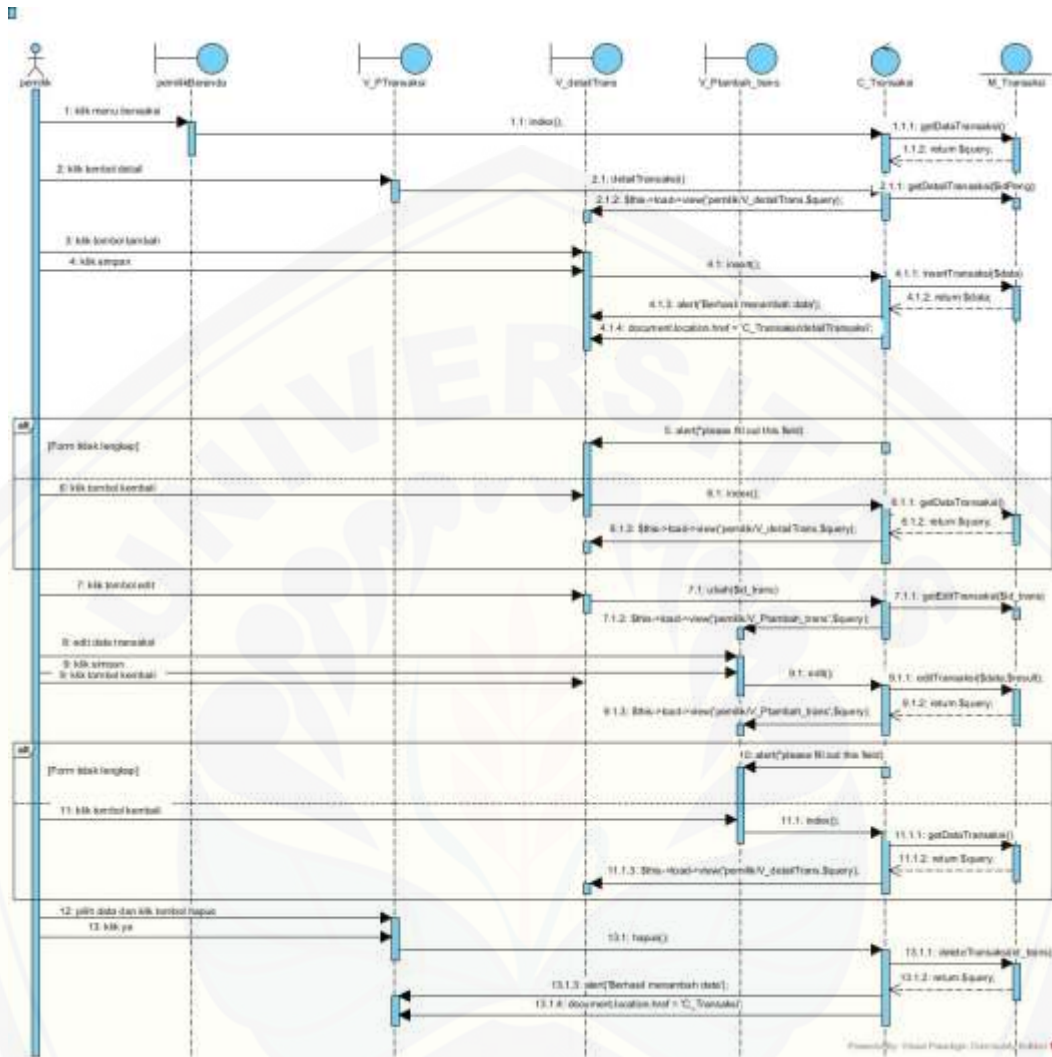 pemilik
pemilikBeranda
V_PTransaksi
V_detailTrans
V_Ptambah_trans
C_Transaksi
M_Transaksi
1: klik menu transaksi
1.1: index();
1.1.1: getDataTransaksi()
1.1.2: return $query;
2: klik tombol detail
2.1: detailTransaksi()
2.1.1: getDetailTransaksi($idPeng)
2.1.2: $this->load->view('pemilik/V_detailTrans,$query);
3: klik tombol tambah
4: klik simpan
4.1: insert();
4.1.1: insertTransaksi($data)
4.1.2: return $data;
4.1.3: alert('Berhasil menambah data');
4.1.4: document.location.href = 'C_Transaksi/detailTransaksi';
alt
[Form tidak lengkap]
5: alert("please fill out this field)
6: klik tombol kembali
6.1: index();
6.1.1: getDataTransaksi()
6.1.2: return $query;
6.1.3: $this->load->view('pemilik/V_detailTrans,$query);
7: klik tombol edit
7.1: ubah($id_trans)
7.1.1: getEditTransaksi($id_trans)
7.1.2: $this->load->view('pemilik/V_Ptambah_trans',$query)
8: edit data transaksi
9: klik simpan
9: klik tombol kembali
9.1: edit()
9.1.1: editTransaksi($data,$result);
9.1.2: return $query;
9.1.3: $this->load->view('pemilik/V_Ptambah_trans',$query);
alt
[Form tidak lengkap]
10: alert("please fill out this field)
11: klik tombol kembali
11.1: index();
11.1.1: getDataTransaksi()
11.1.2: return $query;
11.1.3: $this->load->view('pemilik/V_detailTrans,$query);
12: pilih data dan klik tombol hapus
13: klik ya
13.1: hapus()
13.1.1: deleteTransaksi(id_trans)
13.1.2: return $query;
13.1.3: alert('Berhasil menambah data');
13.1.4: document.location.href = 'C_Transaksi';
Powered By Visual Paradigm Community Edition
UNIVERSITAS